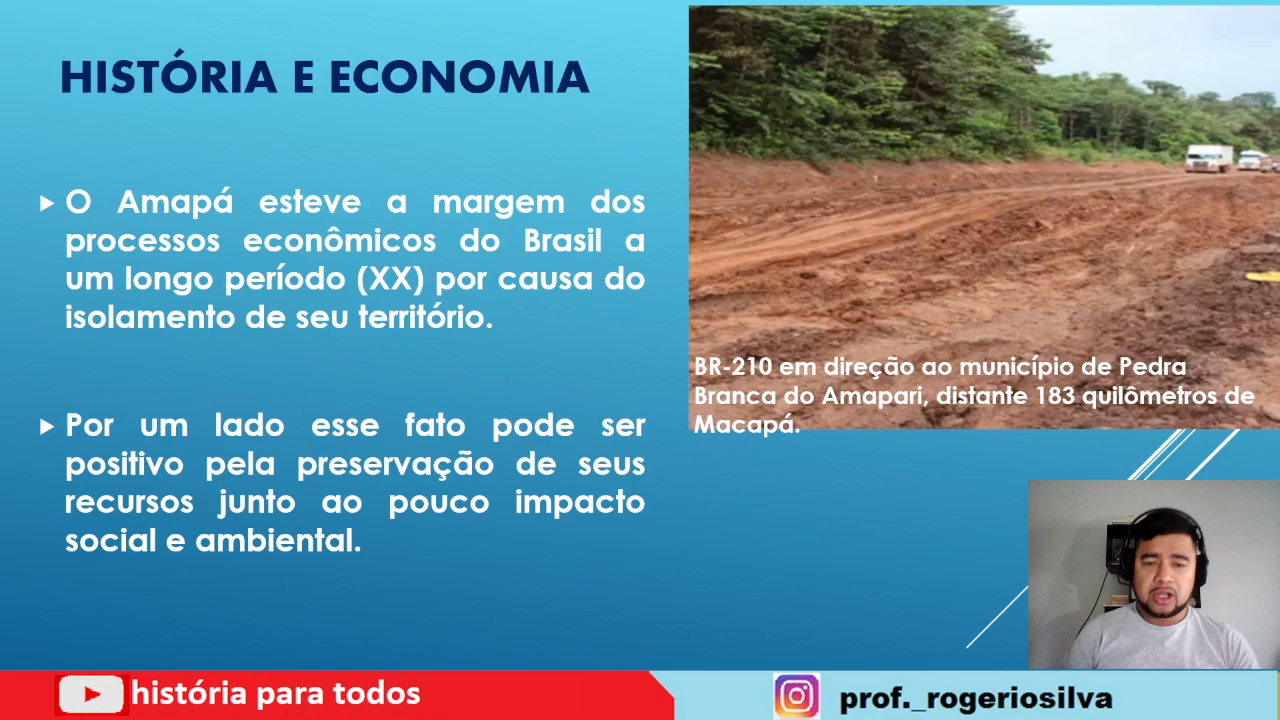 HISTÓRIA E ECONOMIA
O Amapá esteve a margem dos
processos econômicos do Brasil a
um longo período (XX) por causa do
isolamento de seu território.
Por um lado esse fato pode ser
positivo pela preservação de seus
recursos junto ao pouco impacto
social e ambiental.
BR-210 em direção ao município de Pedra
Branca do Amapari, distante 183 quilômetros de
Macapá.
história para todos
prof._rogeriosilva